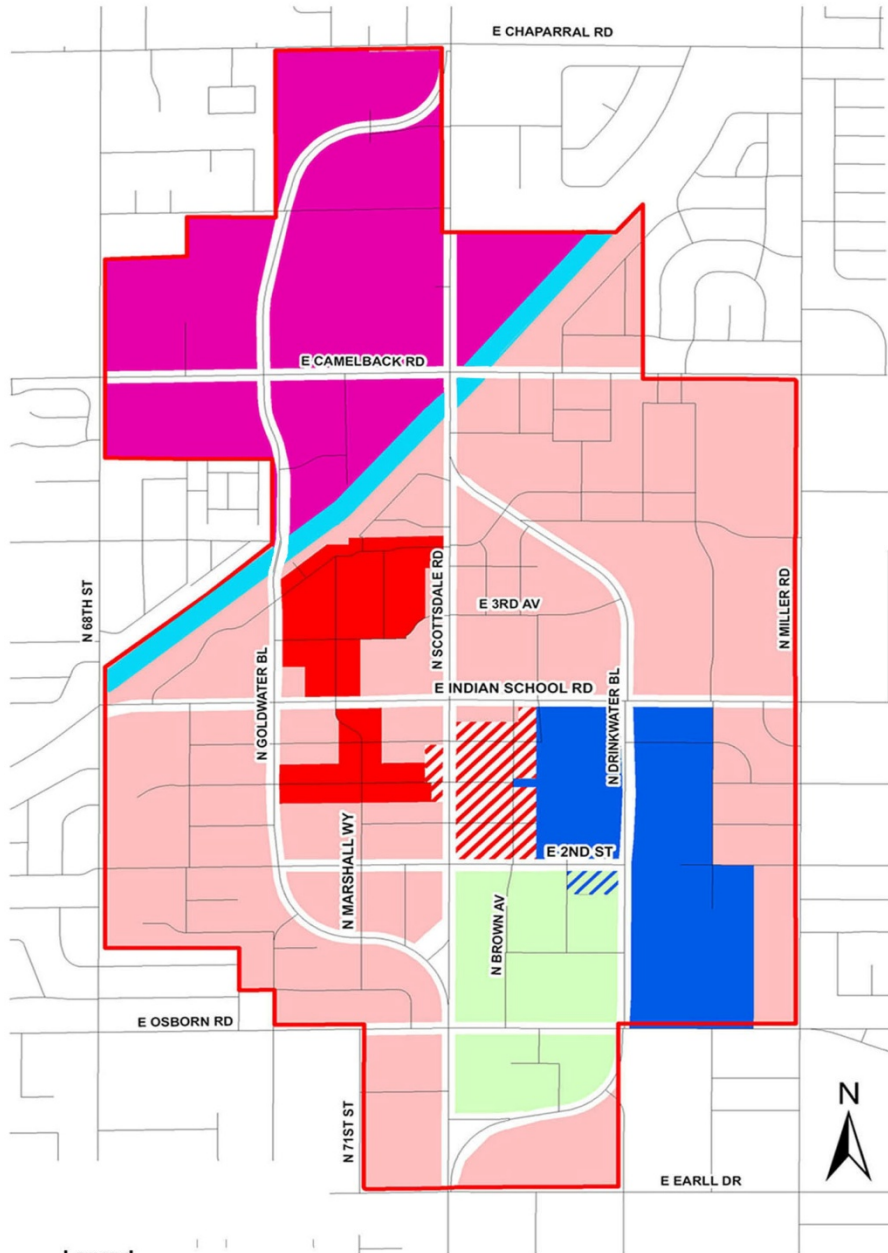 E CHAPARRAL RD
E CAMELBACK RD
N SCOTTSDALE RD
E 3RD AV
N 68TH ST
N MILLER RD
N GOLDWATER BL
E INDIAN SCHOOL RD
N DRINKWATER BL
N MARSHALL WY
E 2ND ST
N BROWN AV
E OSBORN RD
N
N 71ST ST
E EARLL DR